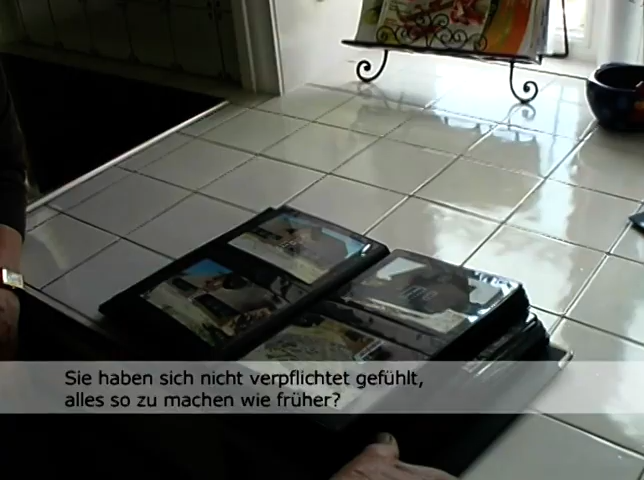 Sie haben sich nicht verpflichtet gefühlt,
alles so zu machen wie früher?